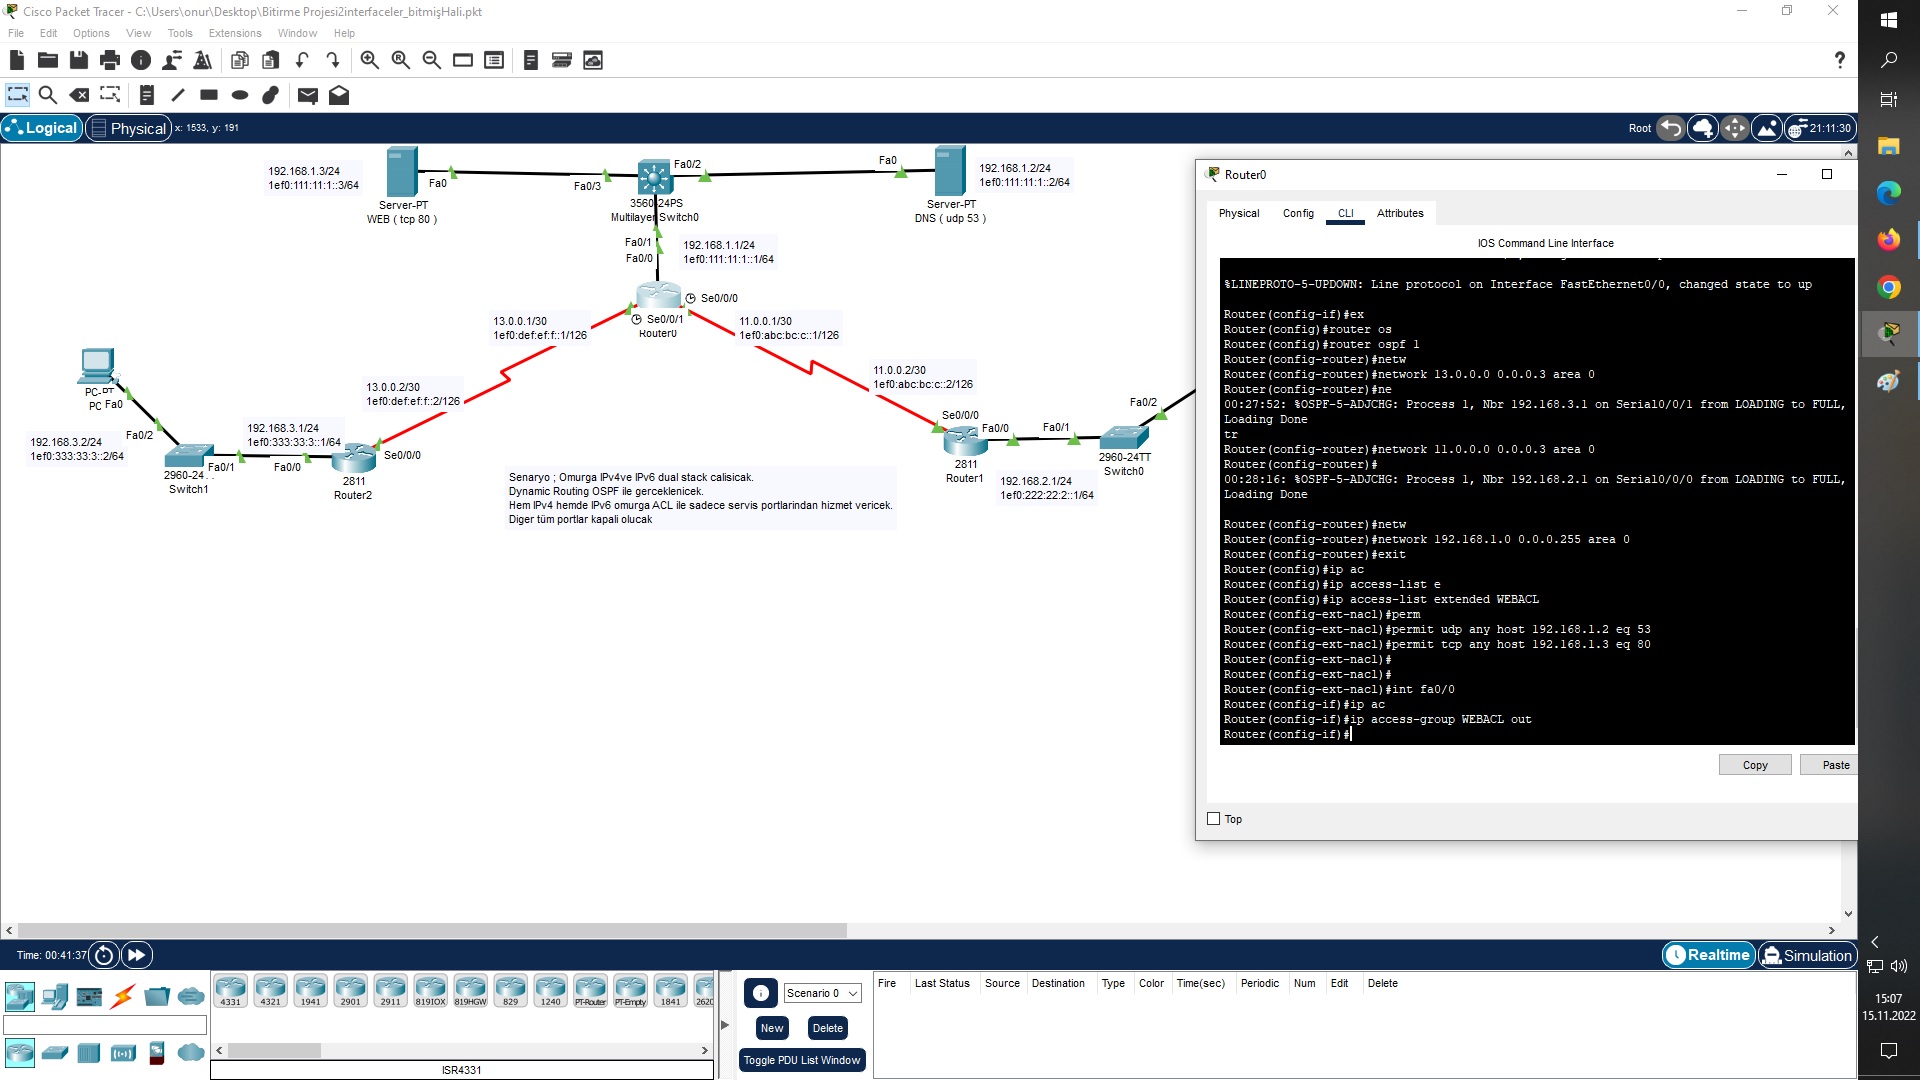 Cisco Packet Tracer - C:\Users\onur\Desktop\Bitirme Projesi2interfaceler_bitmişHali.pkt
File Edit Options View Tools Extensions Window Help
Logical Physical x: 1533, y: 191
Root 21:11:30
192.168.1.3/24
1ef0:111:11:1::3/64
Fa0
Server-PT
WEB ( tcp 80 )
Fa0/3
Fa0/2
3560-24PS
Multilayer Switch0
Fa0
192.168.1.2/24
1ef0:111:11:1::2/64
Server-PT
DNS ( udp 53 )
Fa0/1
Fa0/0
192.168.1.1/24
1ef0:111:11:1::1/64
Se0/0/0
Se0/0/1
Router0
13.0.0.1/30
1ef0:def:ef:f::1/126
11.0.0.1/30
1ef0:abc:bc:c::1/126
PC-PT
PC Fa0
13.0.0.2/30
1ef0:def:ef:f::2/126
11.0.0.2/30
1ef0:abc:bc:c::2/126
192.168.3.2/24
1ef0:333:33:3::2/64
Fa0/2
192.168.3.1/24
1ef0:333:33:3::1/64
Fa0/1
Fa0/0
Se0/0/0
2960-24
Switch1
2811
Router2
Se0/0/0
Fa0/0
Fa0/1
Fa0/2
2811
Router1
2960-24TT
Switch0
192.168.2.1/24
1ef0:222:22:2::1/64
Senaryo ; Omurga IPv4ve IPv6 dual stack calisicak.
Dynamic Routing OSPF ile gerceklenicek.
Hem IPv4 hemde IPv6 omurga ACL ile sadece servis portlarindan hizmet vericek.
Diger tüm portlar kapali olucak
Router0
Physical Config CLI Attributes
IOS Command Line Interface
%LINEPROTO-5-UPDOWN: Line protocol on Interface FastEthernet0/0, changed state to up
Router(config-if)#ex
Router(config)#router os
Router(config)#router ospf 1
Router(config-router)#netw
Router(config-router)#network 13.0.0.0 0.0.0.3 area 0
Router(config-router)#ne
00:27:52: %OSPF-5-ADJCHG: Process 1, Nbr 192.168.3.1 on Serial0/0/1 from LOADING to FULL,
Loading Done
tr
Router(config-router)#network 11.0.0.0 0.0.0.3 area 0
Router(config-router)#
00:28:16: %OSPF-5-ADJCHG: Process 1, Nbr 192.168.2.1 on Serial0/0/0 from LOADING to FULL,
Loading Done
Router(config-router)#netw
Router(config-router)#network 192.168.1.0 0.0.0.255 area 0
Router(config-router)#exit
Router(config)#ip ac
Router(config)#ip access-list e
Router(config)#ip access-list extended WEBACL
Router(config-ext-nacl)#perm
Router(config-ext-nacl)#permit udp any host 192.168.1.2 eq 53
Router(config-ext-nacl)#permit tcp any host 192.168.1.3 eq 80
Router(config-ext-nacl)#
Router(config-ext-nacl)#
Router(config-ext-nacl)#int fa0/0
Router(config-if)#ip ac
Router(config-if)#ip access-group WEBACL out
Router(config-if)#
Copy Paste
Top
Time: 00:41:37
Realtime Simulation
4331 4321 1941 2901 2911 819IOX 819HGW 829 1240 PT-Router PT-Empty 1841 2620
ISR4331
Scenario 0
New Delete
Toggle PDU List Window
Fire Last Status Source Destination Type Color Time(sec) Periodic Num Edit Delete
15:07
15.11.2022